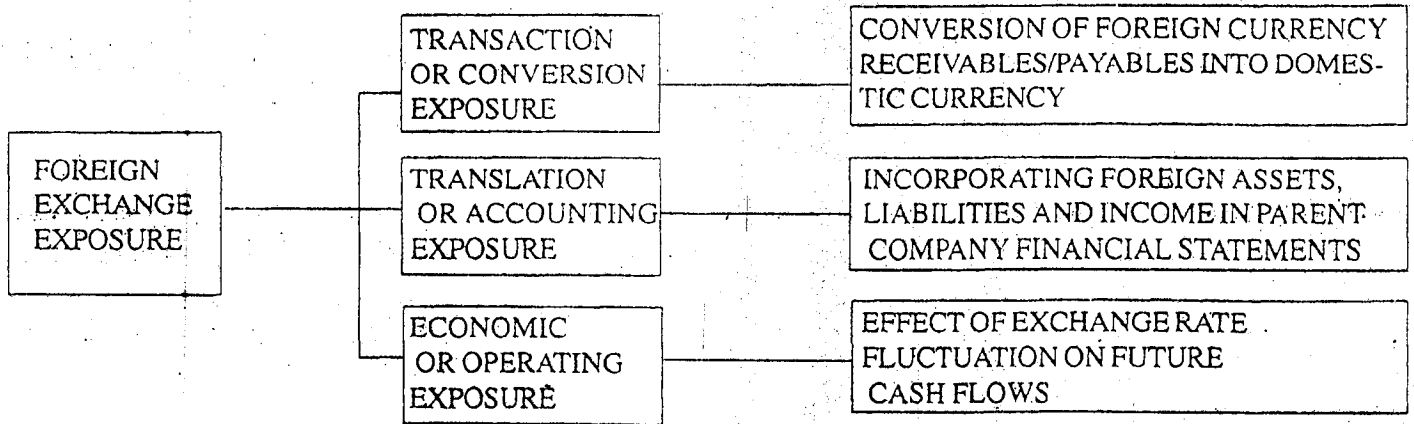 FOREIGN
EXCHANGE
EXPOSURE
TRANSACTION
OR CONVERSION
EXPOSURE
CONVERSION OF FOREIGN CURRENCY
RECEIVABLES/PAYABLES INTO DOMES-
TIC CURRENCY
TRANSLATION
OR ACCOUNTING
EXPOSURE
INCORPORATING FOREIGN ASSETS,
LIABILITIES AND INCOME IN PARENT
COMPANY FINANCIAL STATEMENTS
ECONOMIC
OR OPERATING
EXPOSURE
EFFECT OF EXCHANGE RATE
FLUCTUATION ON FUTURE
CASH FLOWS